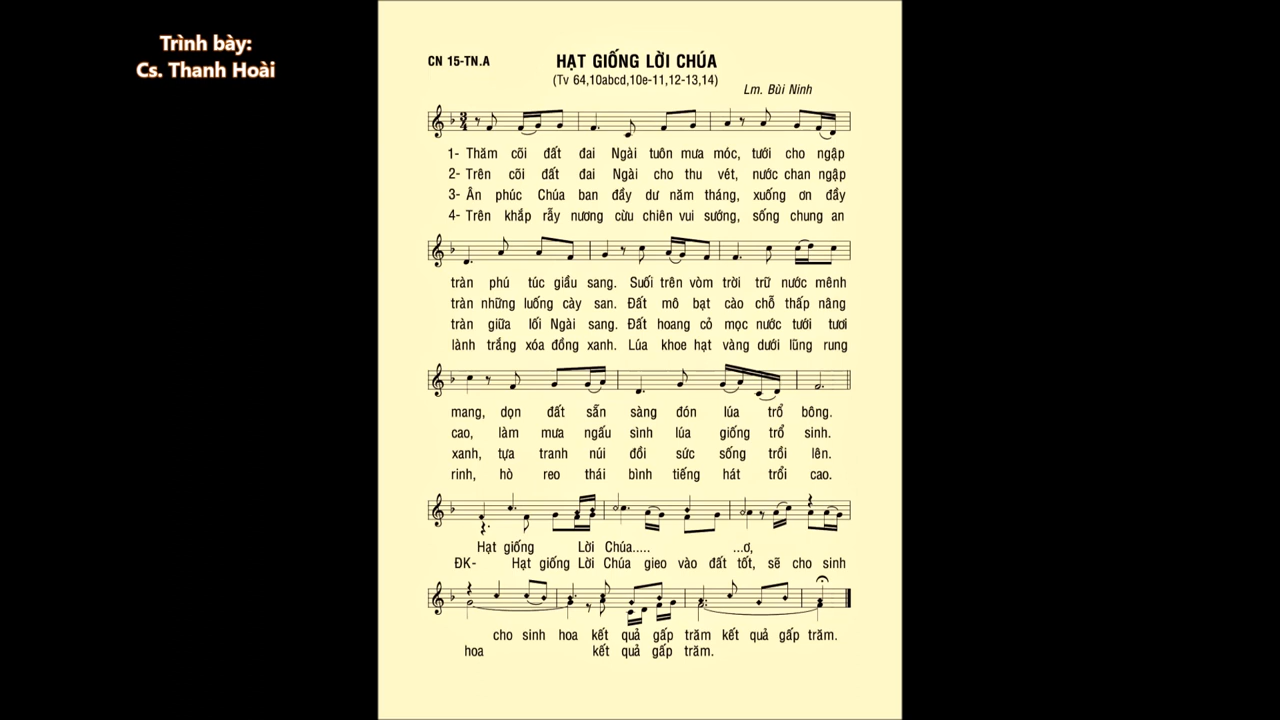 Trình bày:
Cs. Thanh Hoài
CN 15-TN.A
HẠT GIỐNG LỜI CHÚA
(Tv 64,10abcd,10e-11,12-13,14)
Lm. Bùi Ninh
1- Thăm cõi đất đai Ngài tuôn mưa móc, tưới cho ngập
2- Trên cõi đất đai Ngài cho thu vét, nước chan ngập
3- Ân phúc Chúa ban đầy dư năm tháng, xuống ơn đầy
4- Trên khắp rẫy nương cừu chiên vui sướng, sống chung an
tràn phú túc giầu sang. Suối trên vòm trời trữ nước mênh
tràn những luống cày san. Đất mô bạt cào chỗ thấp nâng
tràn giữa lối Ngài sang. Đất hoang cỏ mọc nước tưới tươi
lành trắng xóa đồng xanh. Lúa khoe hạt vàng dưới lũng rung
mang, dọn đất sẵn sàng đón lúa trổ bông.
cao, làm mưa ngấu sình lúa giống trổ sinh.
xanh, tựa tranh núi đồi sức sống trồi lên.
rinh, hò reo thái bình tiếng hát trổi cao.
Hạt giống Lời Chúa..... ...ơ,
ĐK- Hạt giống Lời Chúa gieo vào đất tốt, sẽ cho sinh
cho sinh hoa kết quả gấp trăm kết quả gấp trăm.
hoa kết quả gấp trăm.